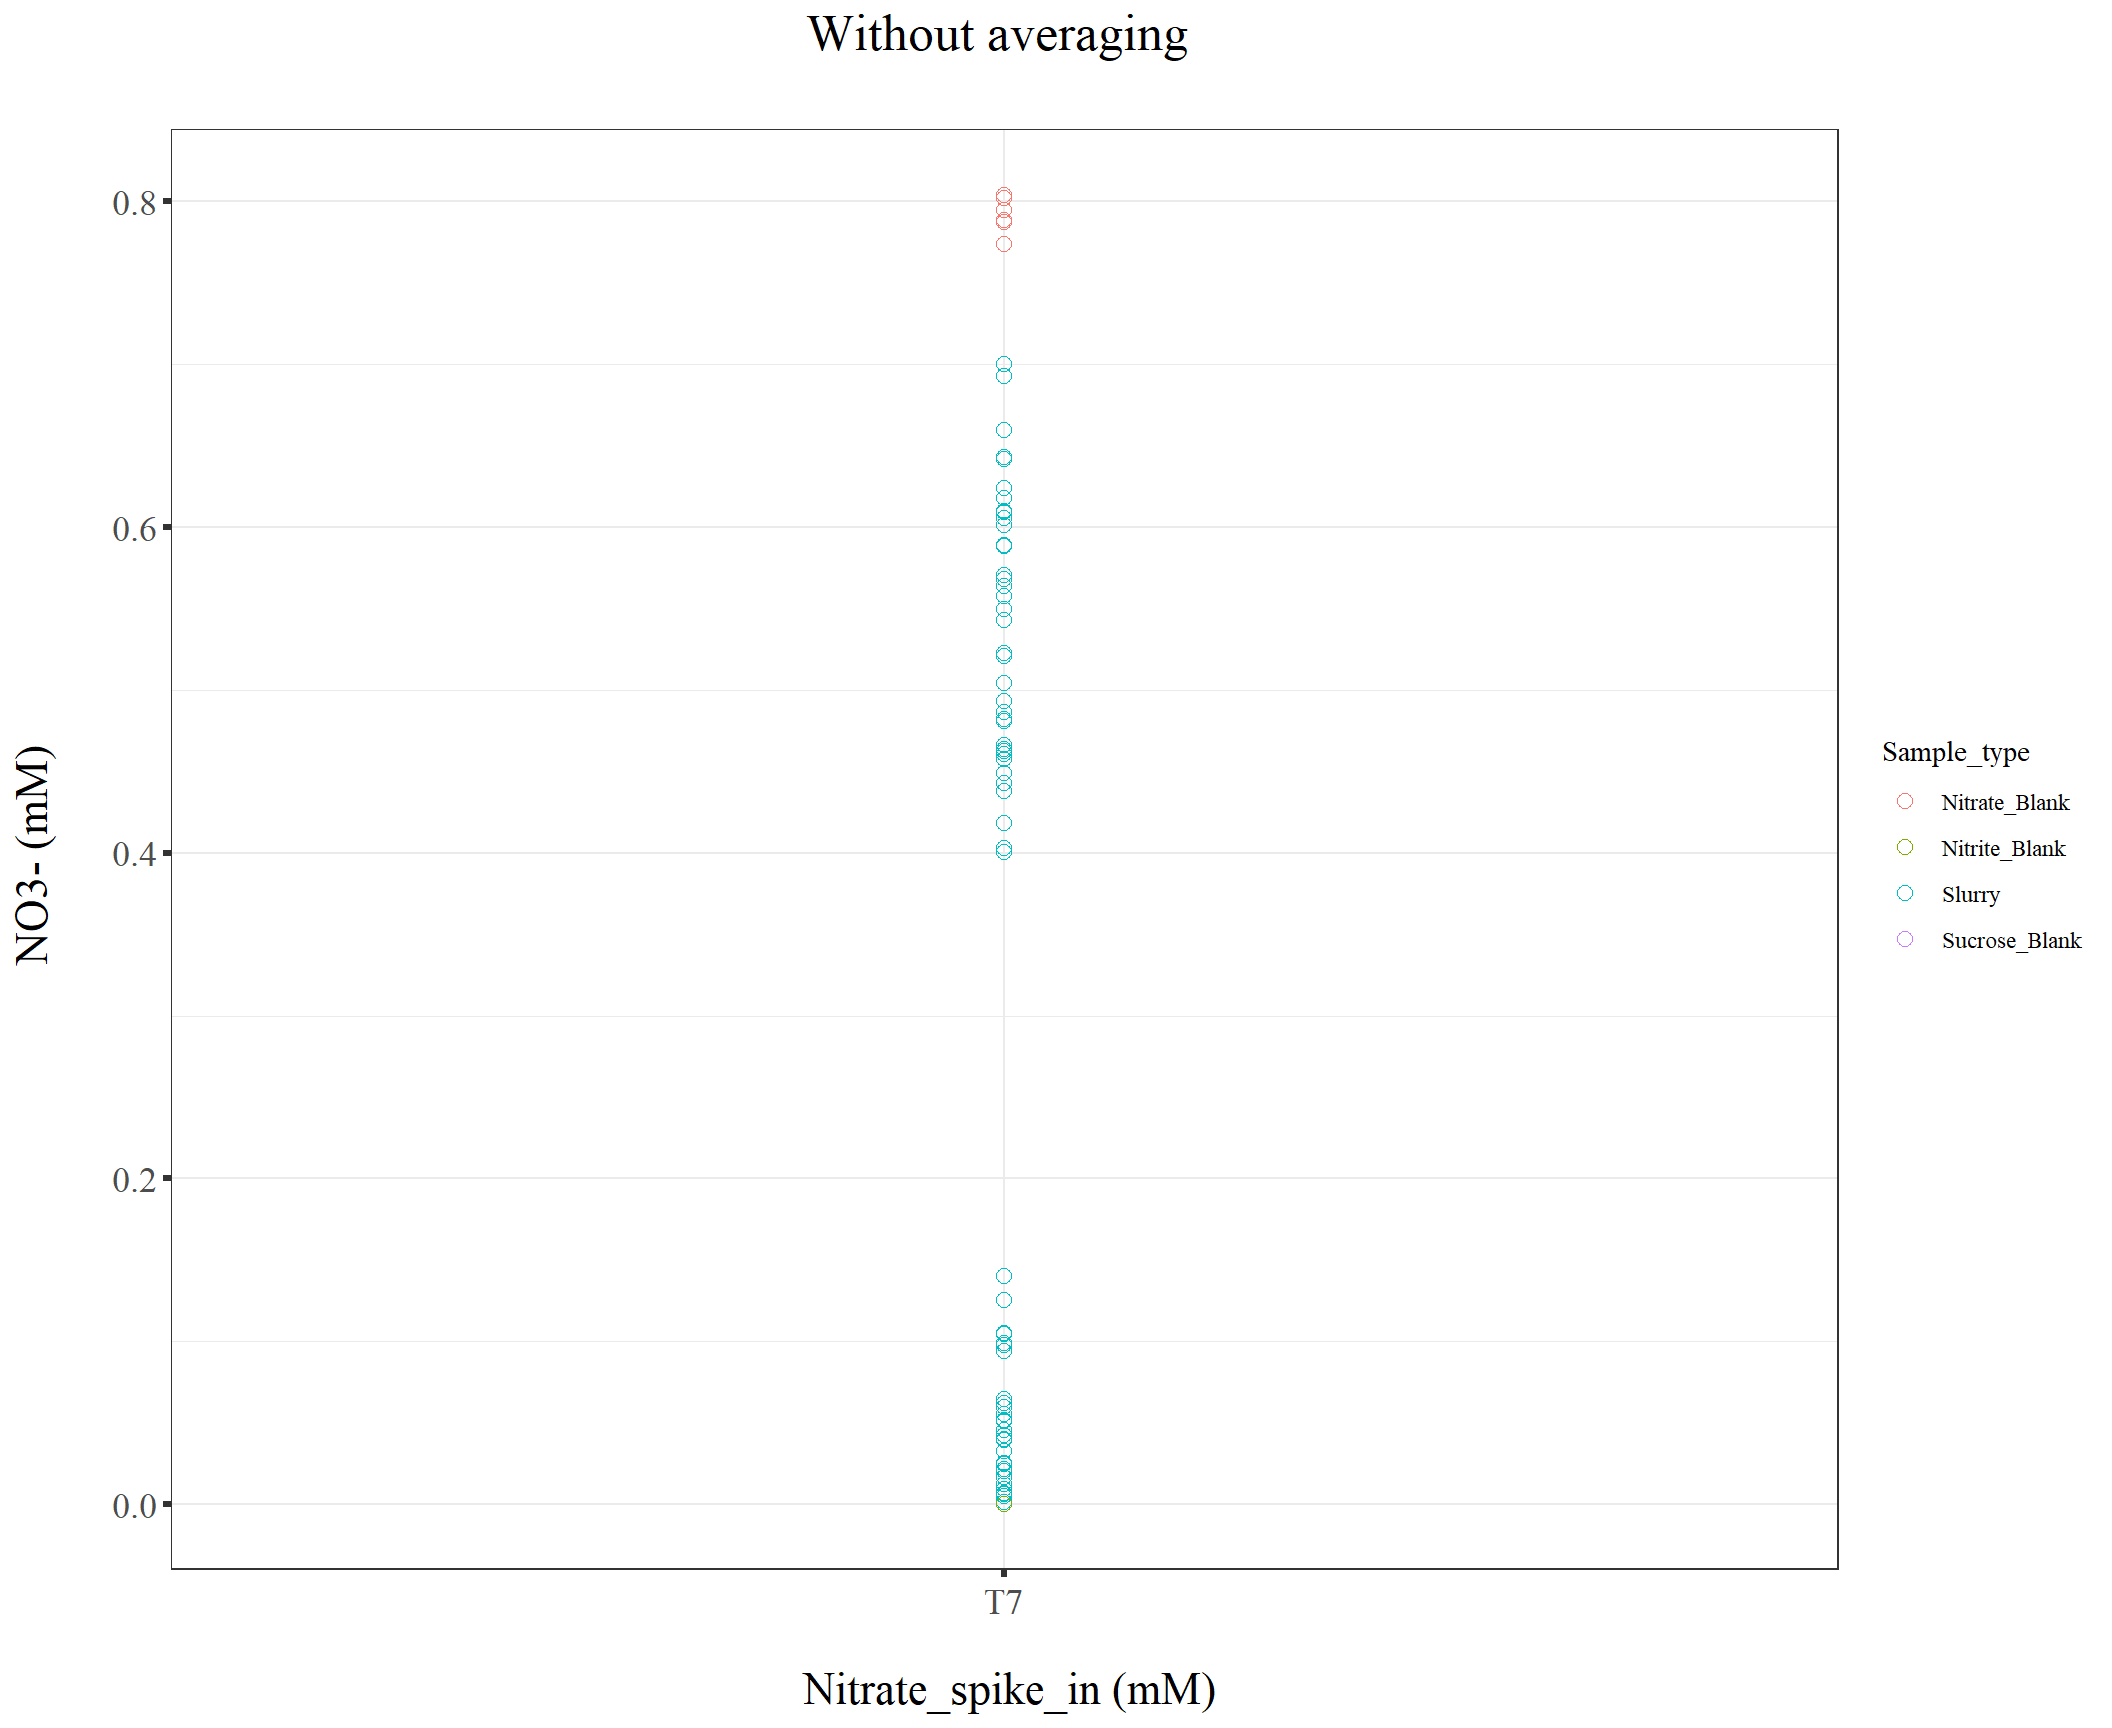 Without averaging
0.8
0.6
0.4
0.2
0.0
NO3- (mM)
T7
Nitrate_spike_in (mM)
Sample_type
Nitrate_Blank
Nitrite_Blank
Slurry
Sucrose_Blank